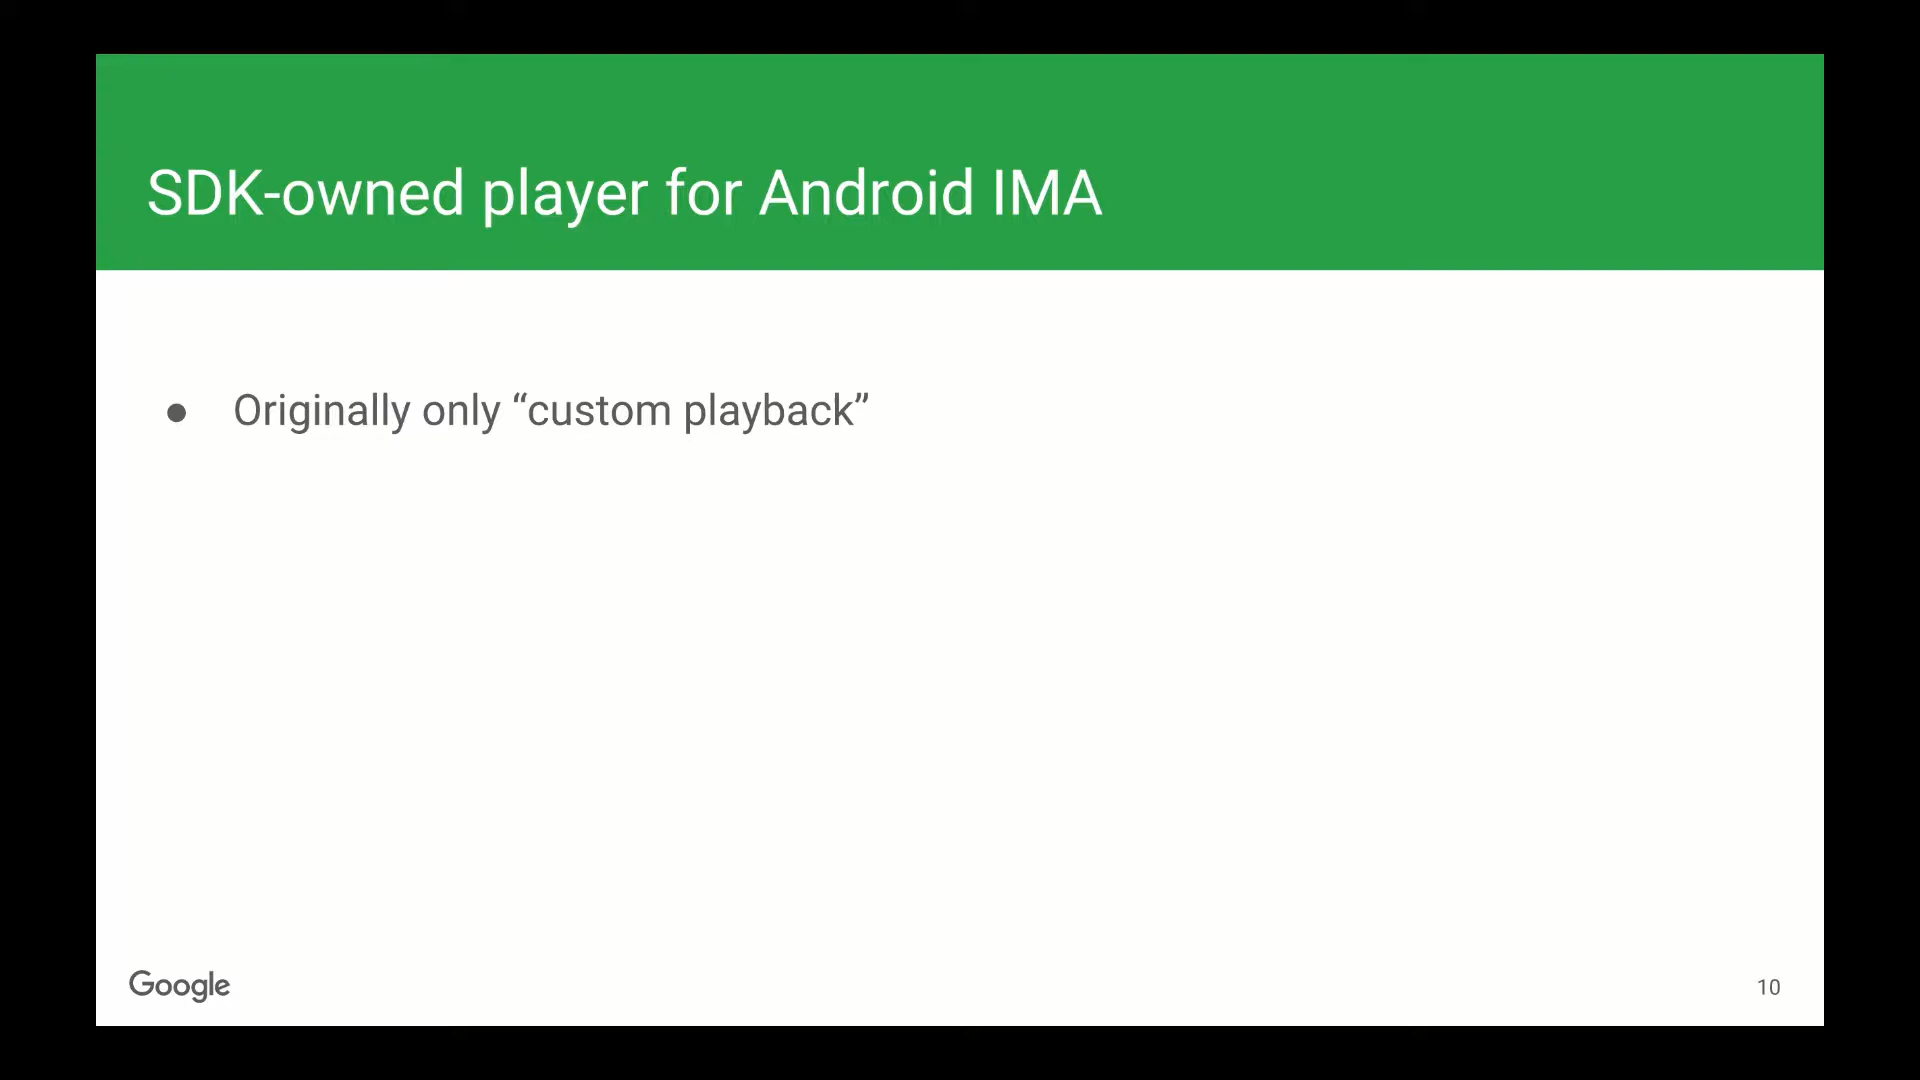 SDK-owned player for Android IMA
● Originally only “custom playback”
Google
10